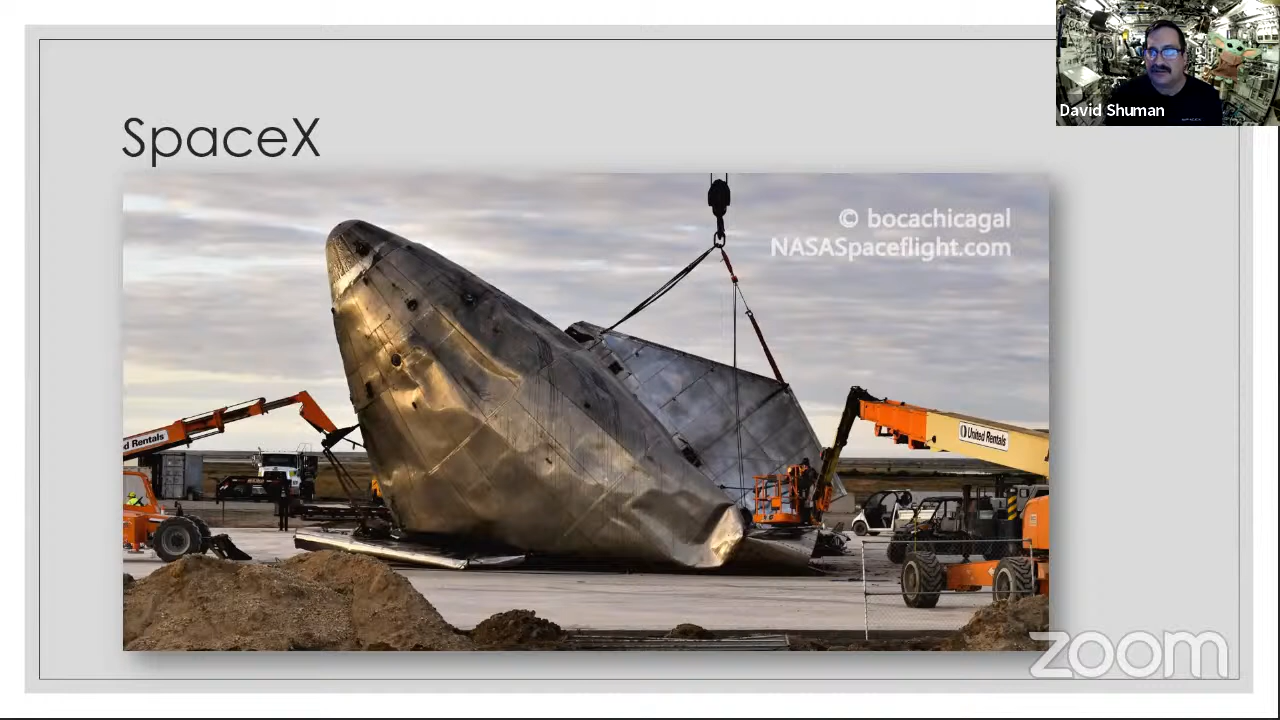 David Shuman
SpaceX
© bocachicagal
NASASpaceflight.com
d Rentals
United Rentals
zoom